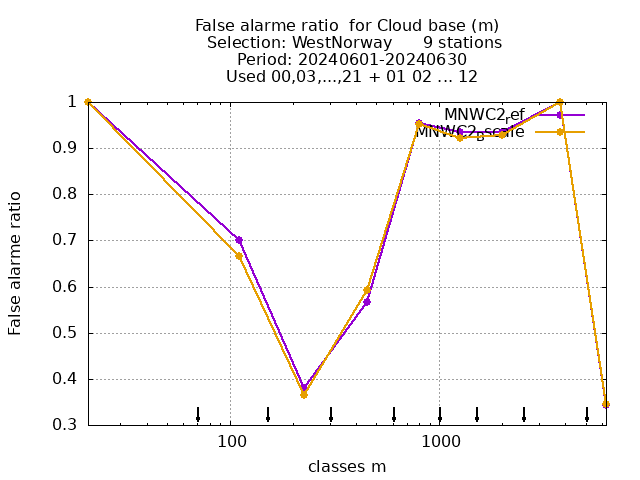 False alarme ratio  for Cloud base (m)
Selection: WestNorway      9 stations
Period: 20240601-20240630
Used 00,03,...,21 + 01 02 ... 12
MNWC2,ef
1
0.9
0.8
0.7
0.6
0.5
0.4
0.3
100
1000
False alarme ratio
classes m